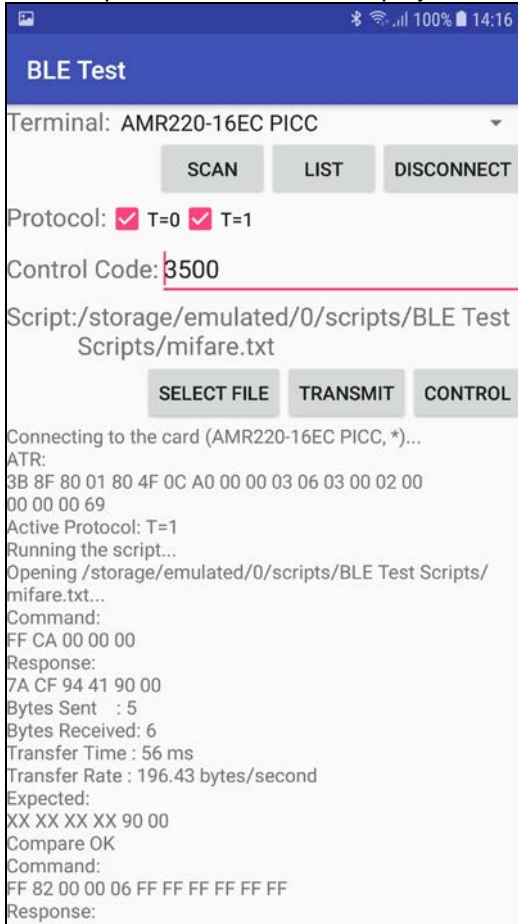 100% 14:16
BLE Test
Terminal: AMR220-16EC PICC
SCAN LIST DISCONNECT
Protocol: T=0 T=1
Control Code: 3500
Script:/storage/emulated/0/scripts/BLE Test
Scripts/mifare.txt
SELECT FILE TRANSMIT CONTROL
Connecting to the card (AMR220-16EC PICC, *)...
ATR:
3B 8F 80 01 80 4F 0C A0 00 00 03 06 03 00 02 00
00 00 00 69
Active Protocol: T=1
Running the script...
Opening /storage/emulated/0/scripts/BLE Test Scripts/
mifare.txt...
Command:
FF CA 00 00 00
Response:
7A CF 94 41 90 00
Bytes Sent : 5
Bytes Received: 6
Transfer Time : 56 ms
Transfer Rate : 196.43 bytes/second
Expected:
XX XX XX XX 90 00
Compare OK
Command:
FF 82 00 00 06 FF FF FF FF FF FF
Response: